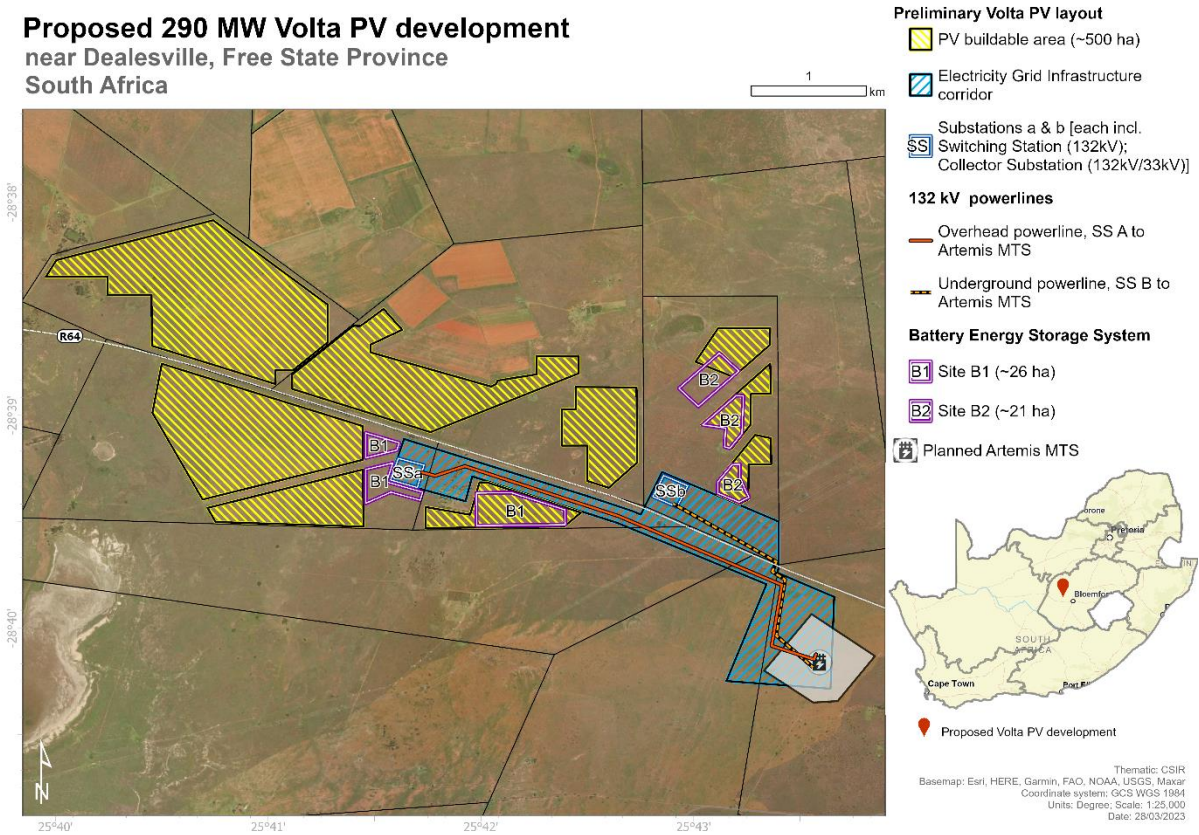 Proposed 290 MW Volta PV development
near Dealesville, Free State Province
South Africa
1
km
Preliminary Volta PV layout
PV buildable area (~500 ha)
Electricity Grid Infrastructure
corridor
SS
Substations a & b [each incl.
Switching Station (132kV);
Collector Substation (132kV/33kV)]
132 kV powerlines
Overhead powerline, SS A to
Artemis MTS
Underground powerline, SS B to
Artemis MTS
Battery Energy Storage System
B1 Site B1 (~26 ha)
B2 Site B2 (~21 ha)
Planned Artemis MTS
-28°38'
-28°39'
-28°40'
R64
B2
B2
B2
B1
B1
B1
SSa
SSb
N
25°40'
25°41'
25°42'
25°43'
orone
Pretoria
Bloemfor
SOUTH
AFRICA
Cape Town
Proposed Volta PV development
Thematic: CSIR
Basemap: Esri, HERE, Garmin, FAO, NOAA, USGS, Maxar
Coordinate system: GCS WGS 1984
Units: Degree; Scale: 1:25,000
Date: 28/03/2023